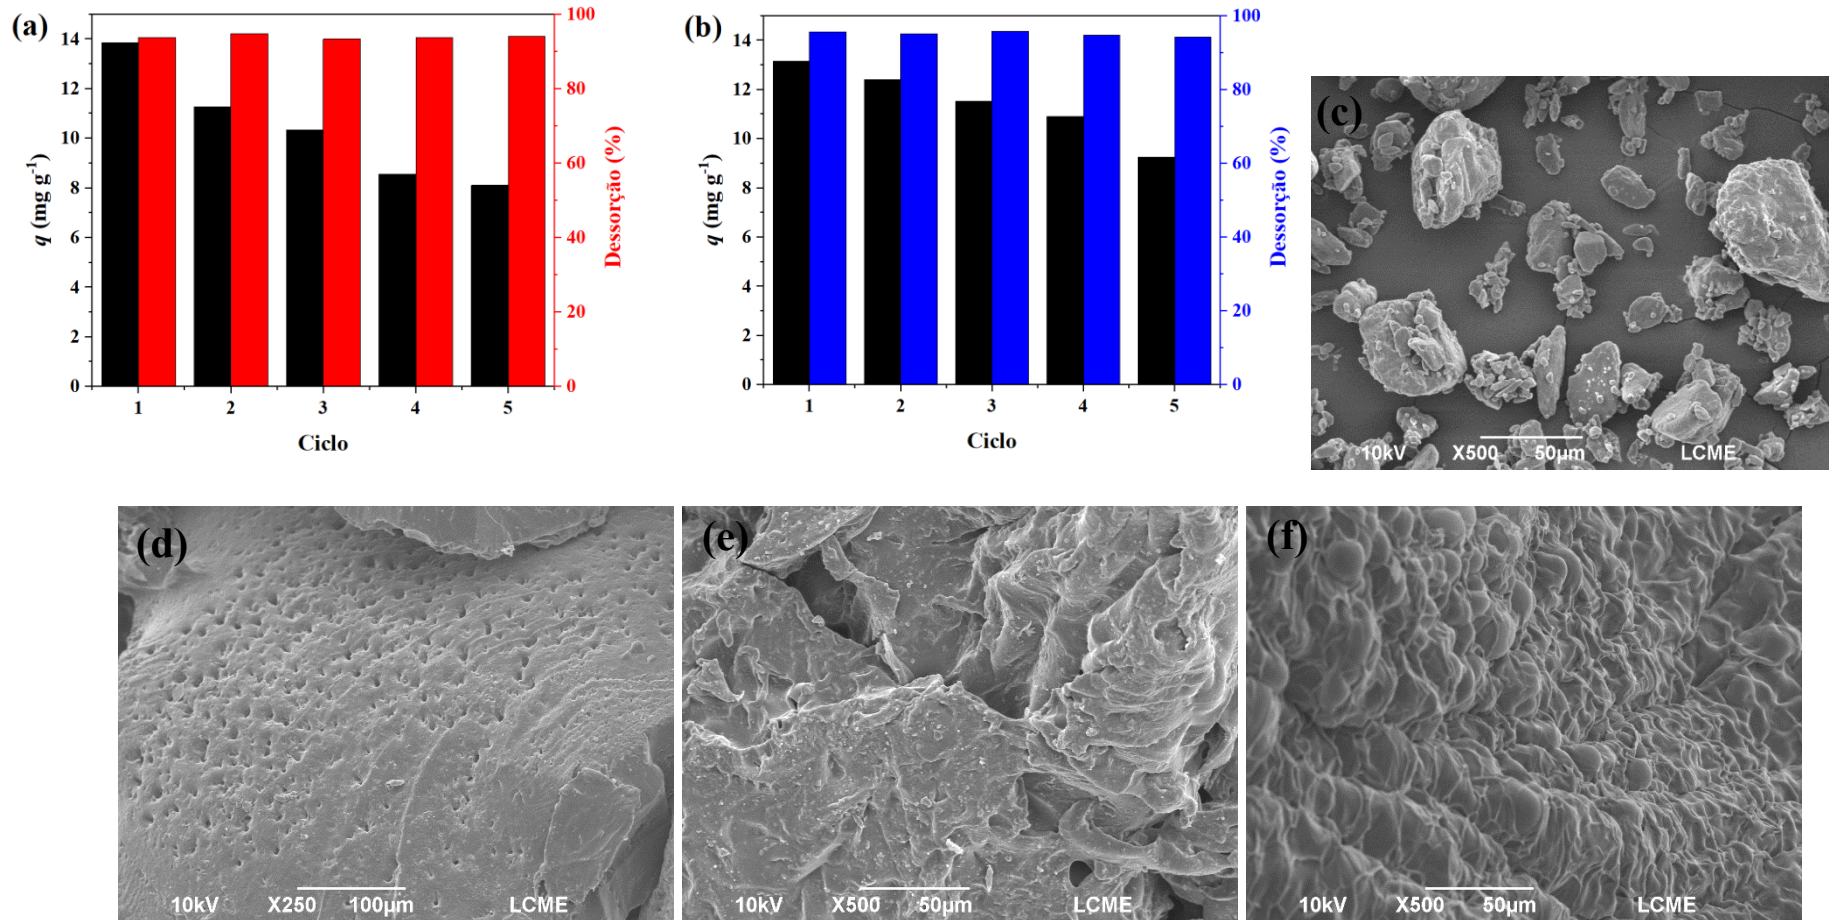 (a)
100
14
12
10
8
6
4
2
0
q (mg g-1)
80
60
40
20
0
Dessorção (%)
1 2 3 4 5
Ciclo
(b)
100
14
12
10
8
6
4
2
0
q (mg g-1)
80
60
40
20
0
Dessorção (%)
1 2 3 4 5
Ciclo
(c)
10kV X500 50µm LCME
(d)
10kV X250 100µm LCME
(e)
10kV X500 50µm LCME
(f)
10kV X500 50µm LCME